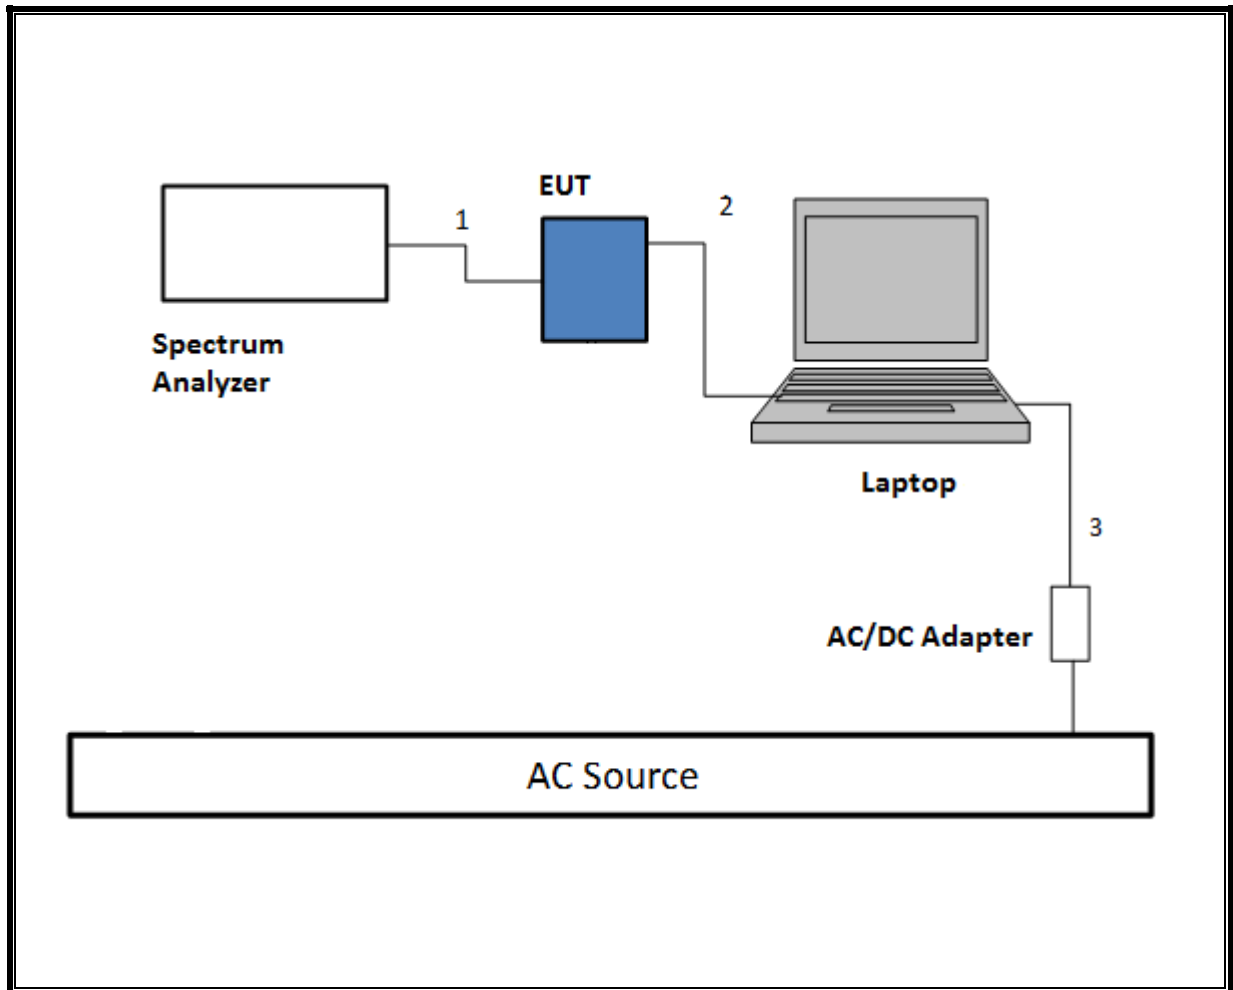 EUT
1
2
Spectrum
Analyzer
Laptop
3
AC/DC Adapter
AC Source